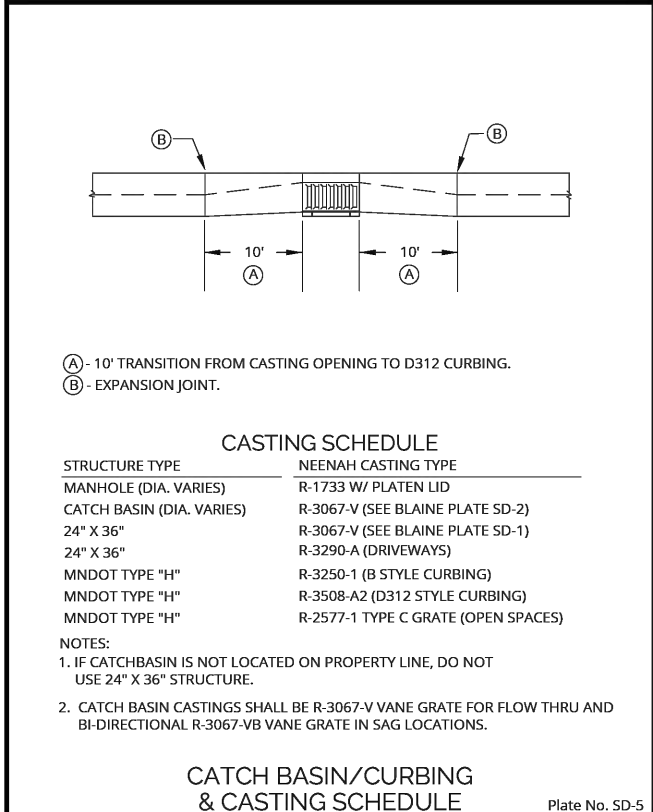 B
B
10'
10'
A
A
A - 10' TRANSITION FROM CASTING OPENING TO D312 CURBING.
B - EXPANSION JOINT.
CASTING SCHEDULE
STRUCTURE TYPE NEENAH CASTING TYPE
MANHOLE (DIA. VARIES) R-1733 W/ PLATEN LID
CATCH BASIN (DIA. VARIES) R-3067-V (SEE BLAINE PLATE SD-2)
24" X 36" R-3067-V (SEE BLAINE PLATE SD-1)
24" X 36" R-3290-A (DRIVEWAYS)
MNDOT TYPE "H" R-3250-1 (B STYLE CURBING)
MNDOT TYPE "H" R-3508-A2 (D312 STYLE CURBING)
MNDOT TYPE "H" R-2577-1 TYPE C GRATE (OPEN SPACES)
NOTES:
1. IF CATCHBASIN IS NOT LOCATED ON PROPERTY LINE, DO NOT
USE 24" X 36" STRUCTURE.
2. CATCH BASIN CASTINGS SHALL BE R-3067-V VANE GRATE FOR FLOW THRU AND
BI-DIRECTIONAL R-3067-VB VANE GRATE IN SAG LOCATIONS.
CATCH BASIN/CURBING
& CASTING SCHEDULE
Plate No. SD-5